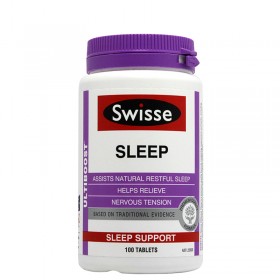 Swisse
SLEEP
ULTIBOOST
ASSISTS NATURAL RESTFUL SLEEP
HELPS RELIEVE
NERVOUS TENSION
BASED ON TRADITIONAL EVIDENCE
SLEEP SUPPORT
100 TABLETS